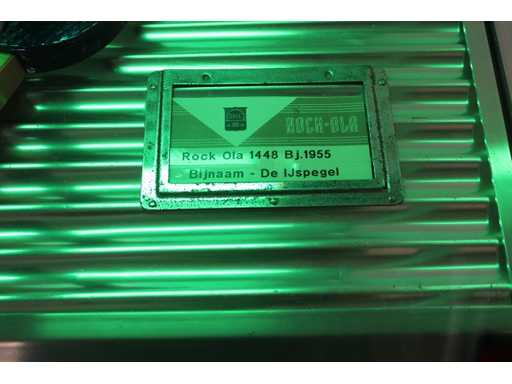 ROCK-OLA
Rock Ola 1448 Bj.1955
Bijnaam - De IJspegel